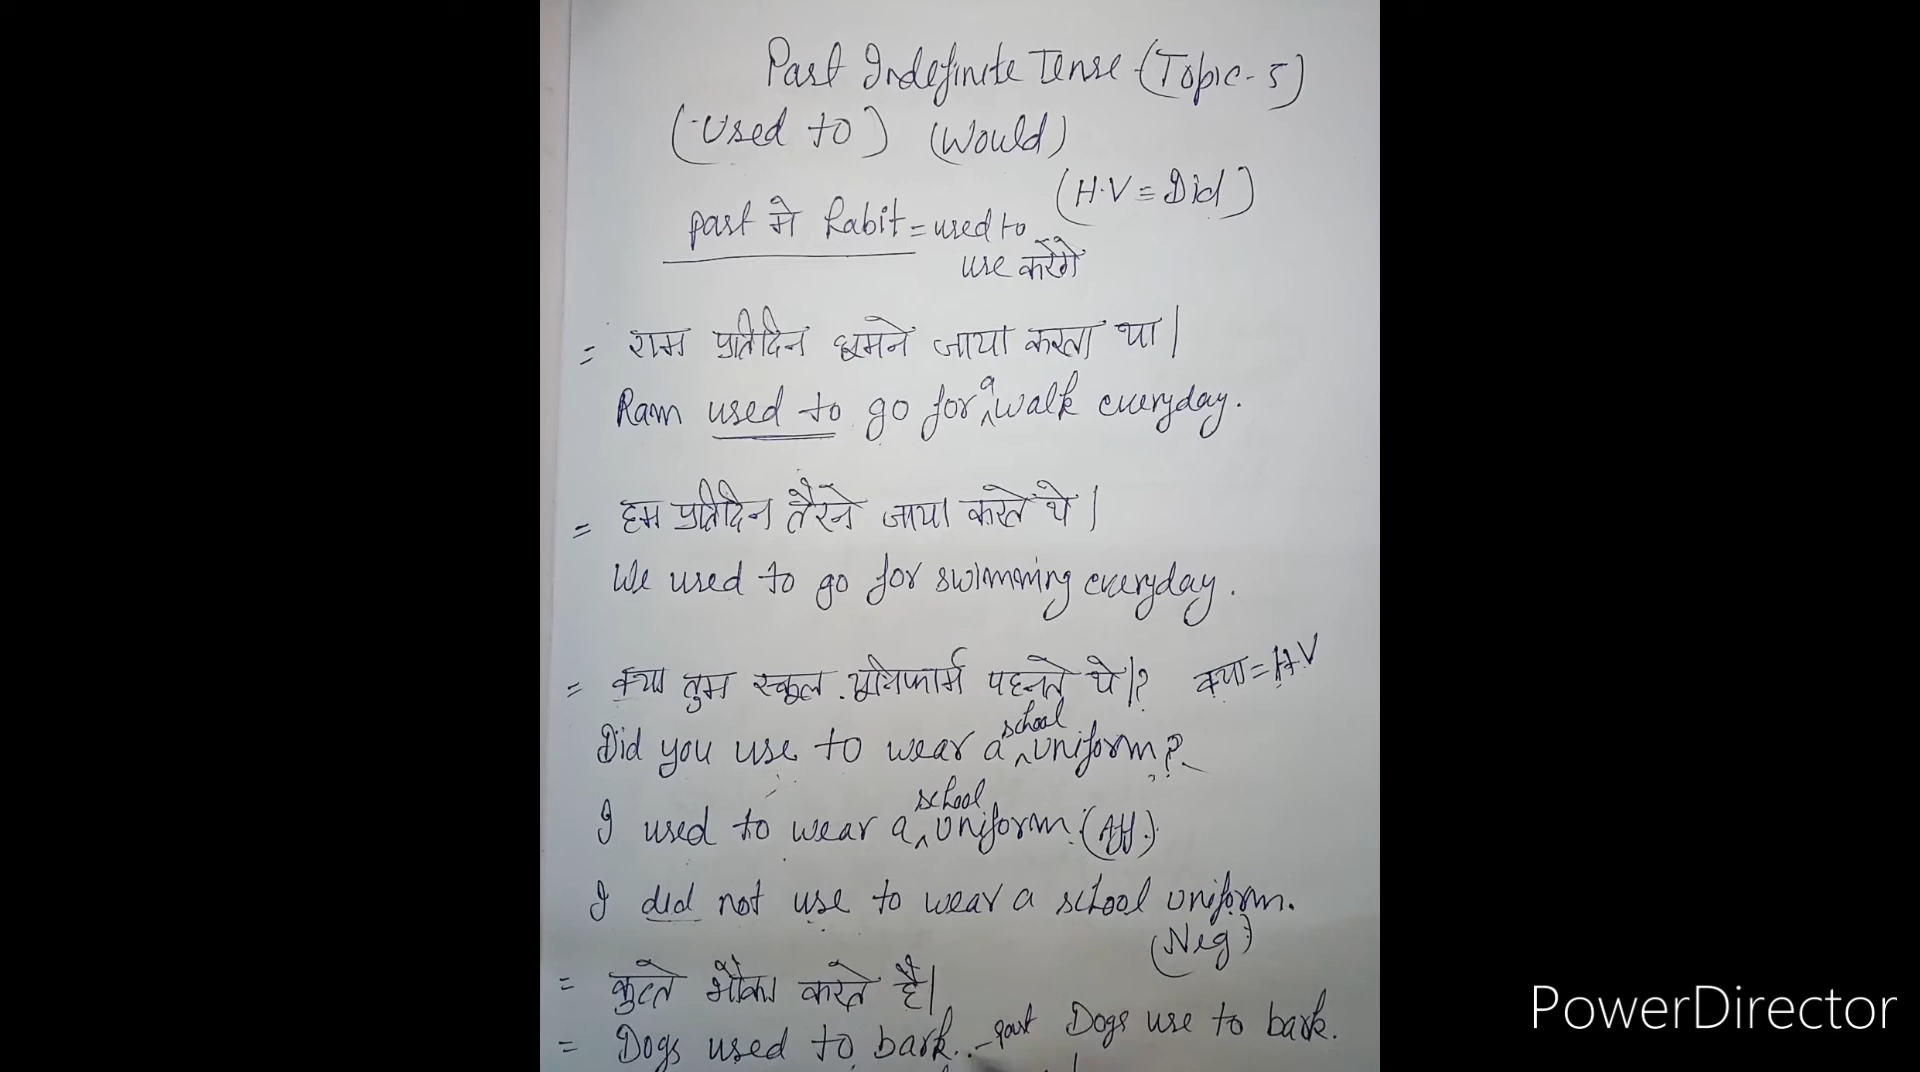 Past Indefinite Tense (Topic-5)
(Used to) (Would)
(H.V = Did)
past मे habit = used to
use करेंगे
= राम प्रतीदिन घूमने जाया करता था|
Ram used to go for a walk everyday.
= हम प्रतीदिन तैरने जाया करते थे|
We used to go for swimming everyday.
= क्या तुम स्कूल यूनिफार्म पहनते थे|? क्या = H.V
Did you use to wear a school uniform?
I used to wear a school uniform. (Aff.)
I did not use to wear a school uniform.
(Neg)
= कुत्ते भौंका करते है|
= Dogs used to bark. - past Dogs use to bark.
PowerDirector